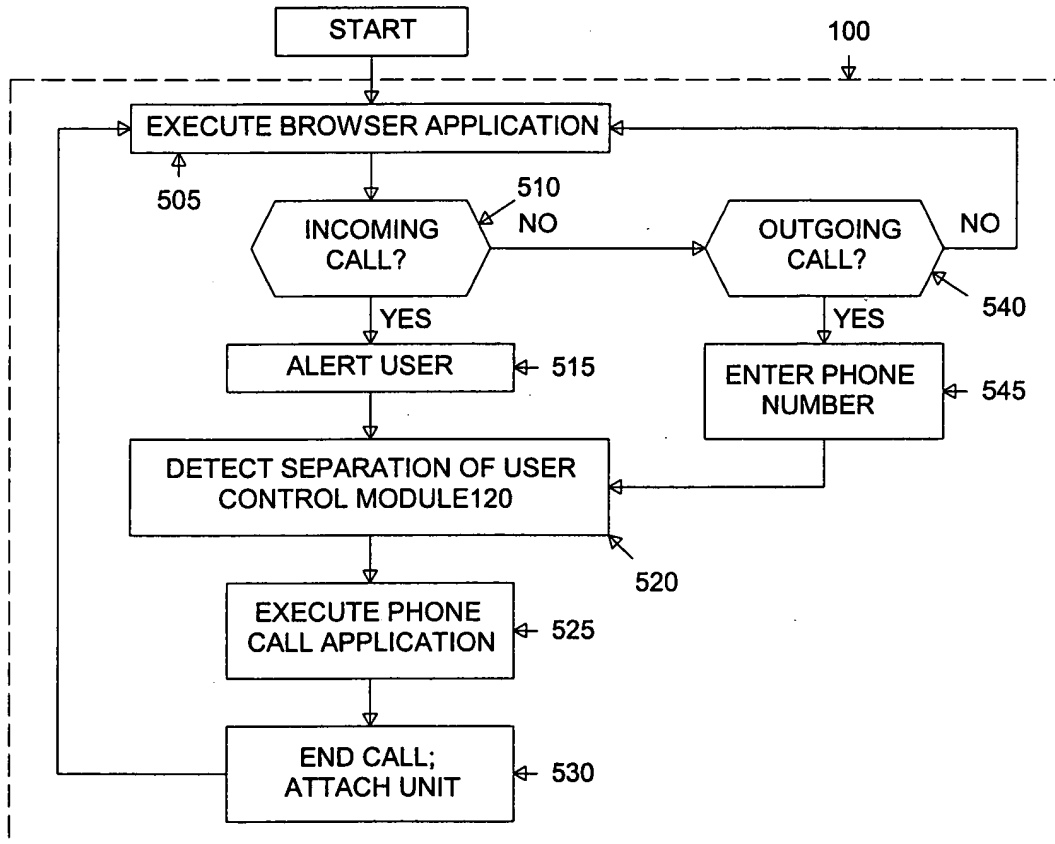 START
100
EXECUTE BROWSER APPLICATION
505
510
INCOMING
CALL?
NO
OUTGOING
CALL?
NO
540
YES
YES
ALERT USER
515
ENTER PHONE
NUMBER
545
DETECT SEPARATION OF USER
CONTROL MODULE120
520
EXECUTE PHONE
CALL APPLICATION
525
END CALL;
ATTACH UNIT
530